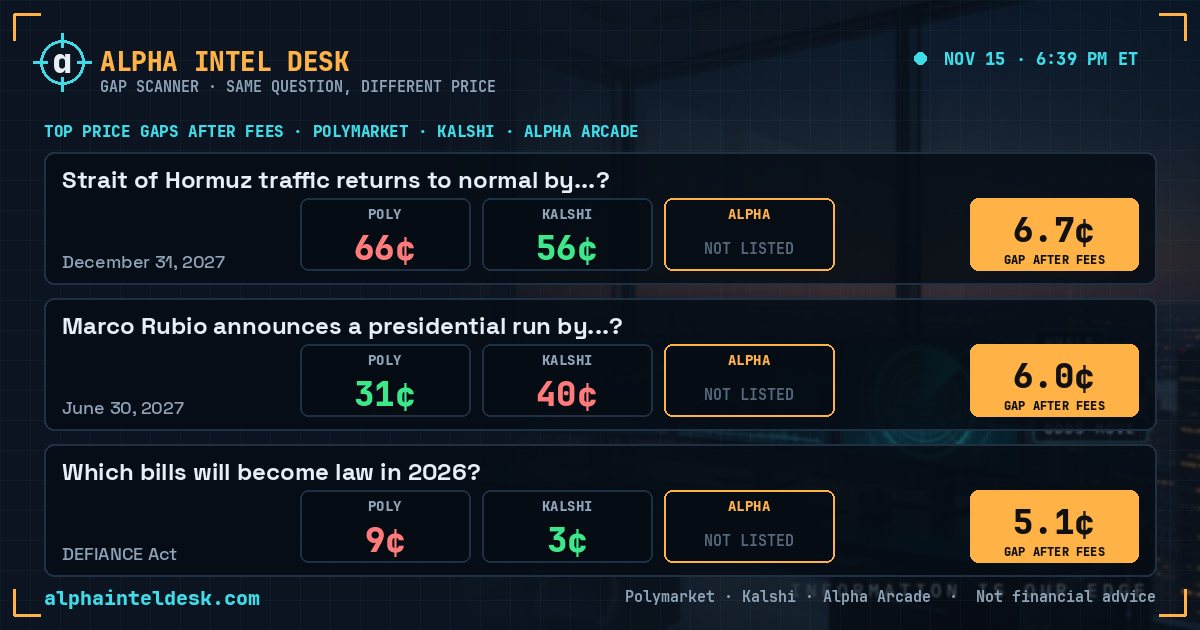 α
ALPHA INTEL DESK
GAP SCANNER · SAME QUESTION, DIFFERENT PRICE
NOV 15 · 6:39 PM ET
TOP PRICE GAPS AFTER FEES · POLYMARKET · KALSHI · ALPHA ARCADE
Strait of Hormuz traffic returns to normal by...?
December 31, 2027
POLY
66¢
KALSHI
56¢
ALPHA
NOT LISTED
6.7¢
GAP AFTER FEES
Marco Rubio announces a presidential run by...?
June 30, 2027
POLY
31¢
KALSHI
40¢
ALPHA
NOT LISTED
6.0¢
GAP AFTER FEES
Which bills will become law in 2026?
DEFIANCE Act
POLY
9¢
KALSHI
3¢
ALPHA
NOT LISTED
5.1¢
GAP AFTER FEES
INFORMATION IS OUR EDGE
alphainteldesk.com
Polymarket · Kalshi · Alpha Arcade · Not financial advice